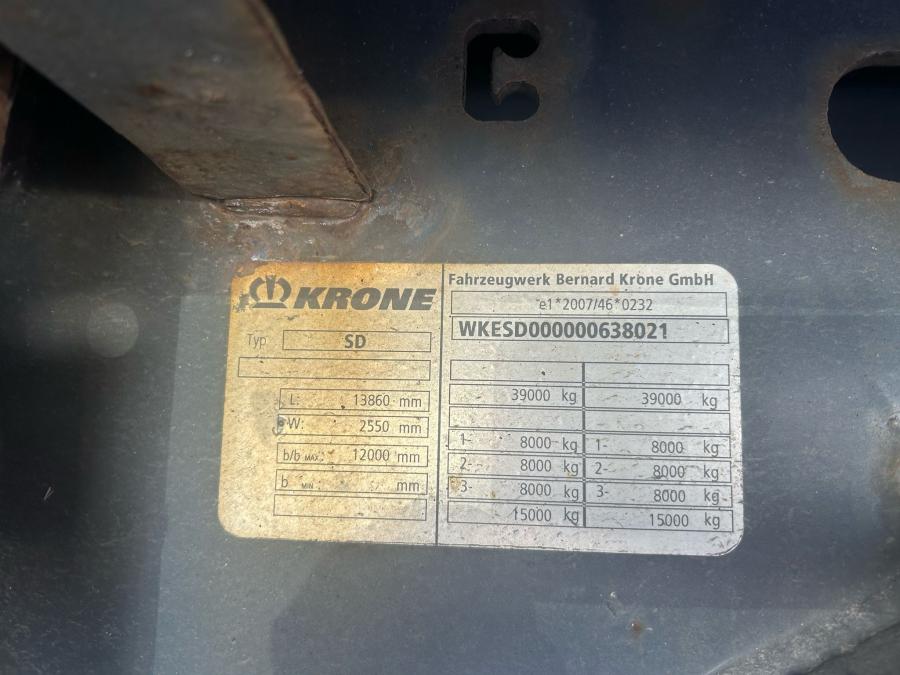 KRONE
Typ SD
L: 13860 mm
W: 2550 mm
b/b MAX: 12000 mm
b MIN: mm
Fahrzeugwerk Bernard Krone GmbH
e1*2007/46*0232
WKESD000000638021
39000 kg 39000 kg
1- 8000 kg 1- 8000 kg
2- 8000 kg 2- 8000 kg
3- 8000 kg 3- 8000 kg
15000 kg 15000 kg